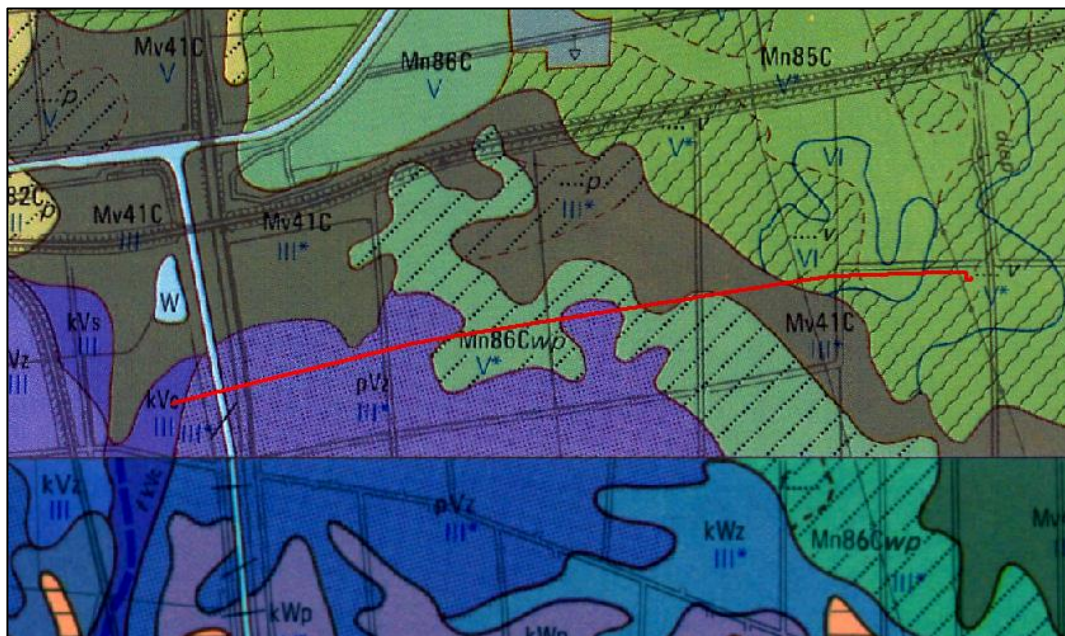 Mv41C
V
Mn86C
V
Mn85C
V*
....p
V
.....v
V*
diep
VI
....p
III*
82C p
II
Mv41C
III
Mv41C
III*
.....v
VI
.....v
V*
W
kVs
III
Vz
III
Mn86Cwp
V*
Mv41C
III*
pVz
III*
III
III*
kVz
III
pVz
III*
kWz
III*
Mn86Cwp
III*
kWp